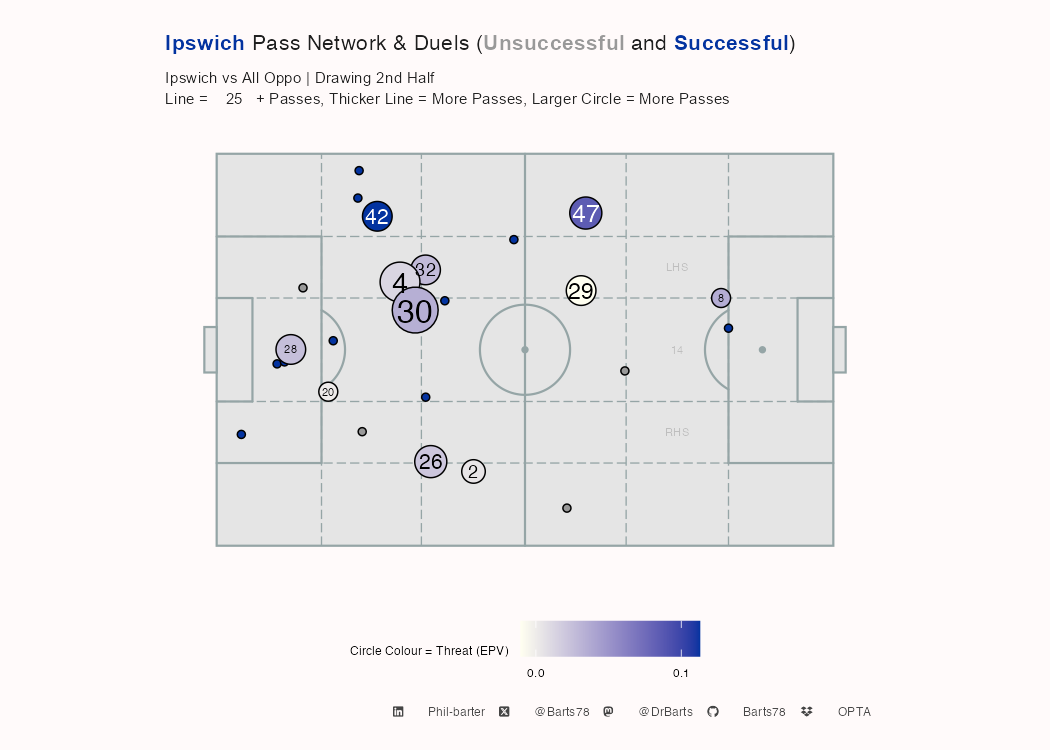 Ipswich Pass Network & Duels (Unsuccessful and Successful)
Ipswich vs All Oppo | Drawing 2nd Half
Line = 25 + Passes, Thicker Line = More Passes, Larger Circle = More Passes
42
47
32
LHS
4
29
8
30
28
14
20
RHS
26
2
Circle Colour = Threat (EPV)
0.0 0.1
Phil-barter @Barts78 @DrBarts Barts78 OPTA